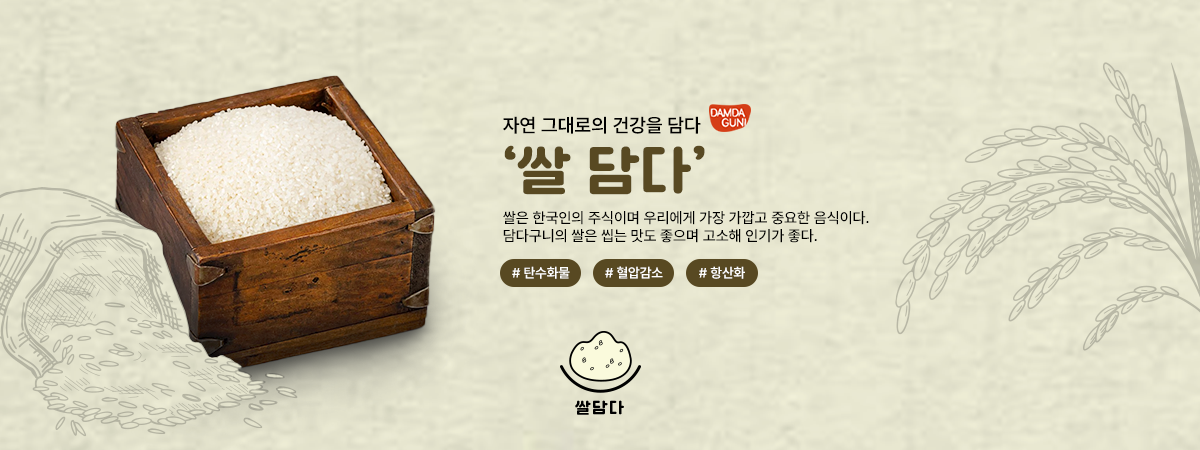 자연 그대로의 건강을 담다
DAMDA
GUNI
‘쌀 담다’
쌀은 한국인의 주식이며 우리에게 가장 가깝고 중요한 음식이다.
담다구니의 쌀은 씹는 맛도 좋으며 고소해 인기가 좋다.
# 탄수화물 # 혈압감소 # 항산화
쌀담다